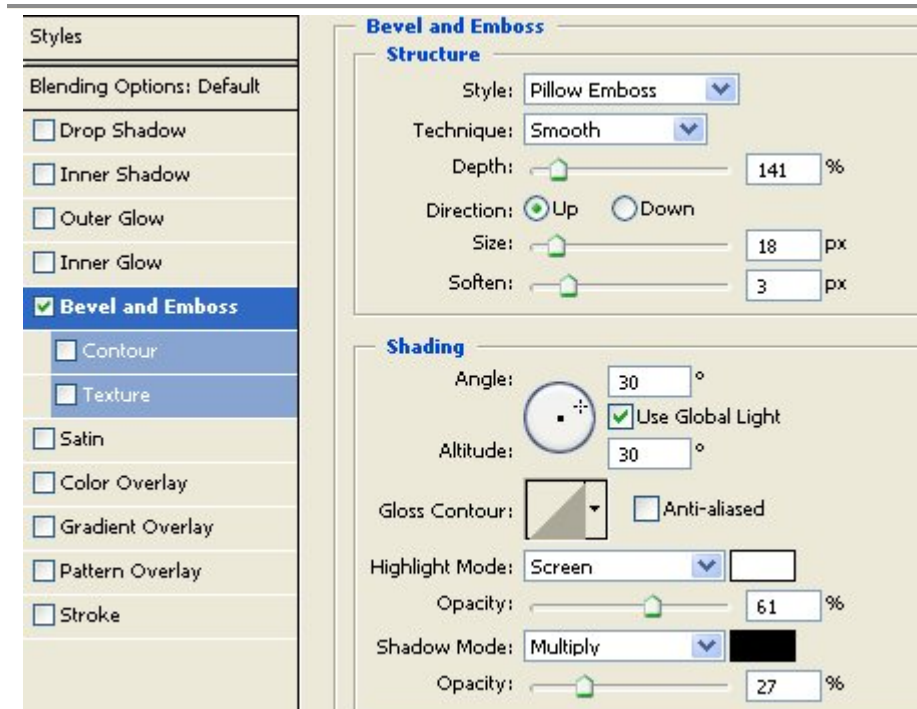 Styles
Blending Options: Default
Drop Shadow
Inner Shadow
Outer Glow
Inner Glow
Bevel and Emboss
Contour
Texture
Satin
Color Overlay
Gradient Overlay
Pattern Overlay
Stroke
Bevel and Emboss
Structure
Style: Pillow Emboss
Technique: Smooth
Depth: 141 %
Direction: Up Down
Size: 18 px
Soften: 3 px
Shading
Angle: 30 °
Use Global Light
Altitude: 30 °
Gloss Contour: Anti-aliased
Highlight Mode: Screen
Opacity: 61 %
Shadow Mode: Multiply
Opacity: 27 %